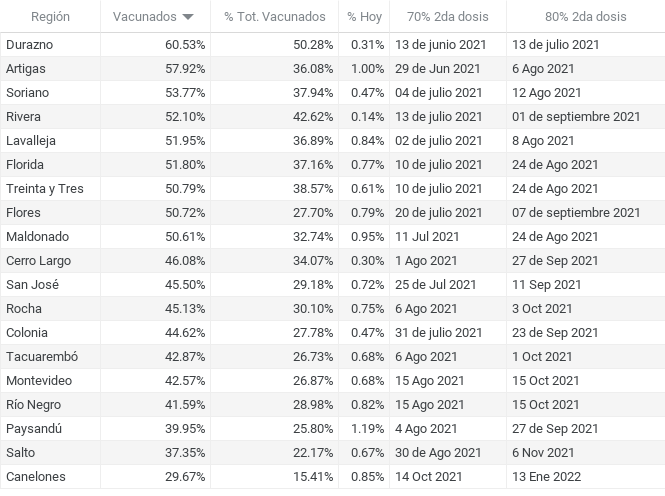 Región Vacunados % Tot. Vacunados % Hoy 70% 2da dosis 80% 2da dosis
Durazno 60.53% 50.28% 0.31% 13 de junio 2021 13 de julio 2021
Artigas 57.92% 36.08% 1.00% 29 de Jun 2021 6 Ago 2021
Soriano 53.77% 37.94% 0.47% 04 de julio 2021 12 Ago 2021
Rivera 52.10% 42.62% 0.14% 13 de julio 2021 01 de septiembre 2021
Lavalleja 51.95% 36.89% 0.84% 02 de julio 2021 8 Ago 2021
Florida 51.80% 37.16% 0.77% 10 de julio 2021 24 de Ago 2021
Treinta y Tres 50.79% 38.57% 0.61% 10 de julio 2021 24 de Ago 2021
Flores 50.72% 27.70% 0.79% 20 de julio 2021 07 de septiembre 2021
Maldonado 50.61% 32.74% 0.95% 11 Jul 2021 24 de Ago 2021
Cerro Largo 46.08% 34.07% 0.30% 1 Ago 2021 27 de Sep 2021
San José 45.50% 29.18% 0.72% 25 de Jul 2021 11 Sep 2021
Rocha 45.13% 30.10% 0.75% 6 Ago 2021 3 Oct 2021
Colonia 44.62% 27.78% 0.47% 31 de julio 2021 23 de Sep 2021
Tacuarembó 42.87% 26.73% 0.68% 6 Ago 2021 1 Oct 2021
Montevideo 42.57% 26.87% 0.68% 15 Ago 2021 15 Oct 2021
Río Negro 41.59% 28.98% 0.82% 15 Ago 2021 15 Oct 2021
Paysandú 39.95% 25.80% 1.19% 4 Ago 2021 27 de Sep 2021
Salto 37.35% 22.17% 0.67% 30 de Ago 2021 6 Nov 2021
Canelones 29.67% 15.41% 0.85% 14 Oct 2021 13 Ene 2022